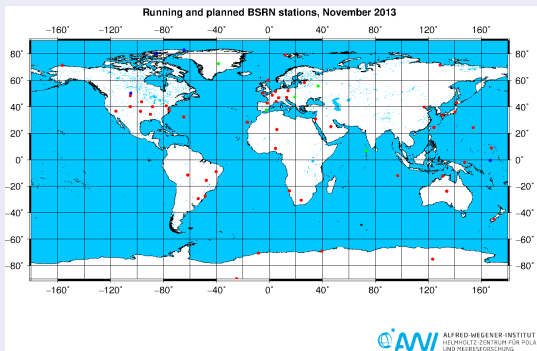 Running and planned BSRN stations, November 2013
−160˚ −120˚ −80˚ −40˚ 0˚ 40˚ 80˚ 120˚ 160˚
80˚ 80˚
60˚ 60˚
40˚ 40˚
20˚ 20˚
0˚ 0˚
−20˚ −20˚
−40˚ −40˚
−60˚ −60˚
−80˚ −80˚
−160˚ −120˚ −80˚ −40˚ 0˚ 40˚ 80˚ 120˚ 160˚
AWI
ALFRED-WEGENER-INSTITUT
HELMHOLTZ-ZENTRUM FÜR POLA
UND MEERESFORSCHUNG